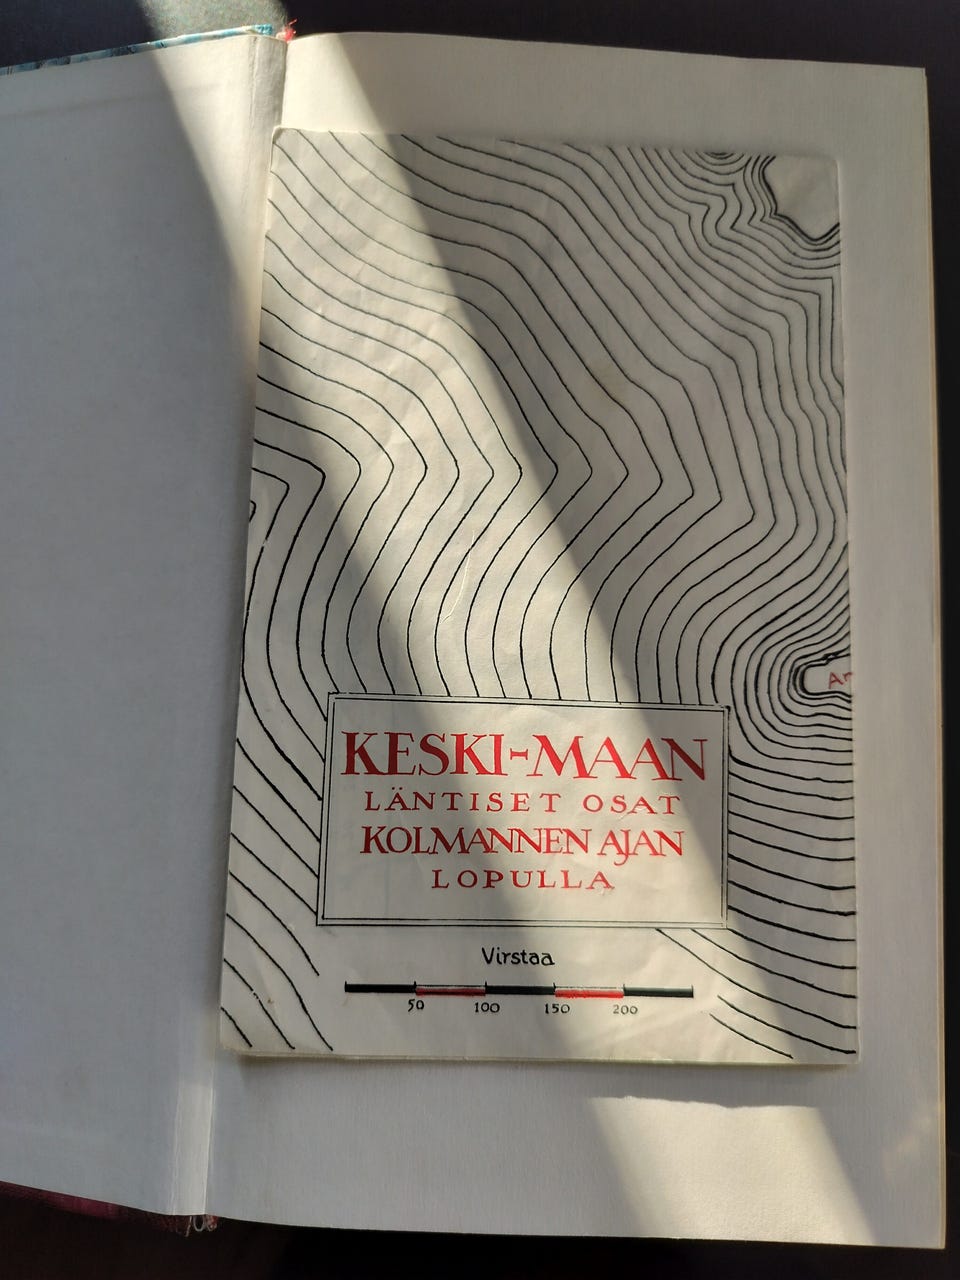 KESKI-MAAN
LÄNTISET OSAT
KOLMANNEN AJAN
LOPULLA
Virstaa
50 100 150 200